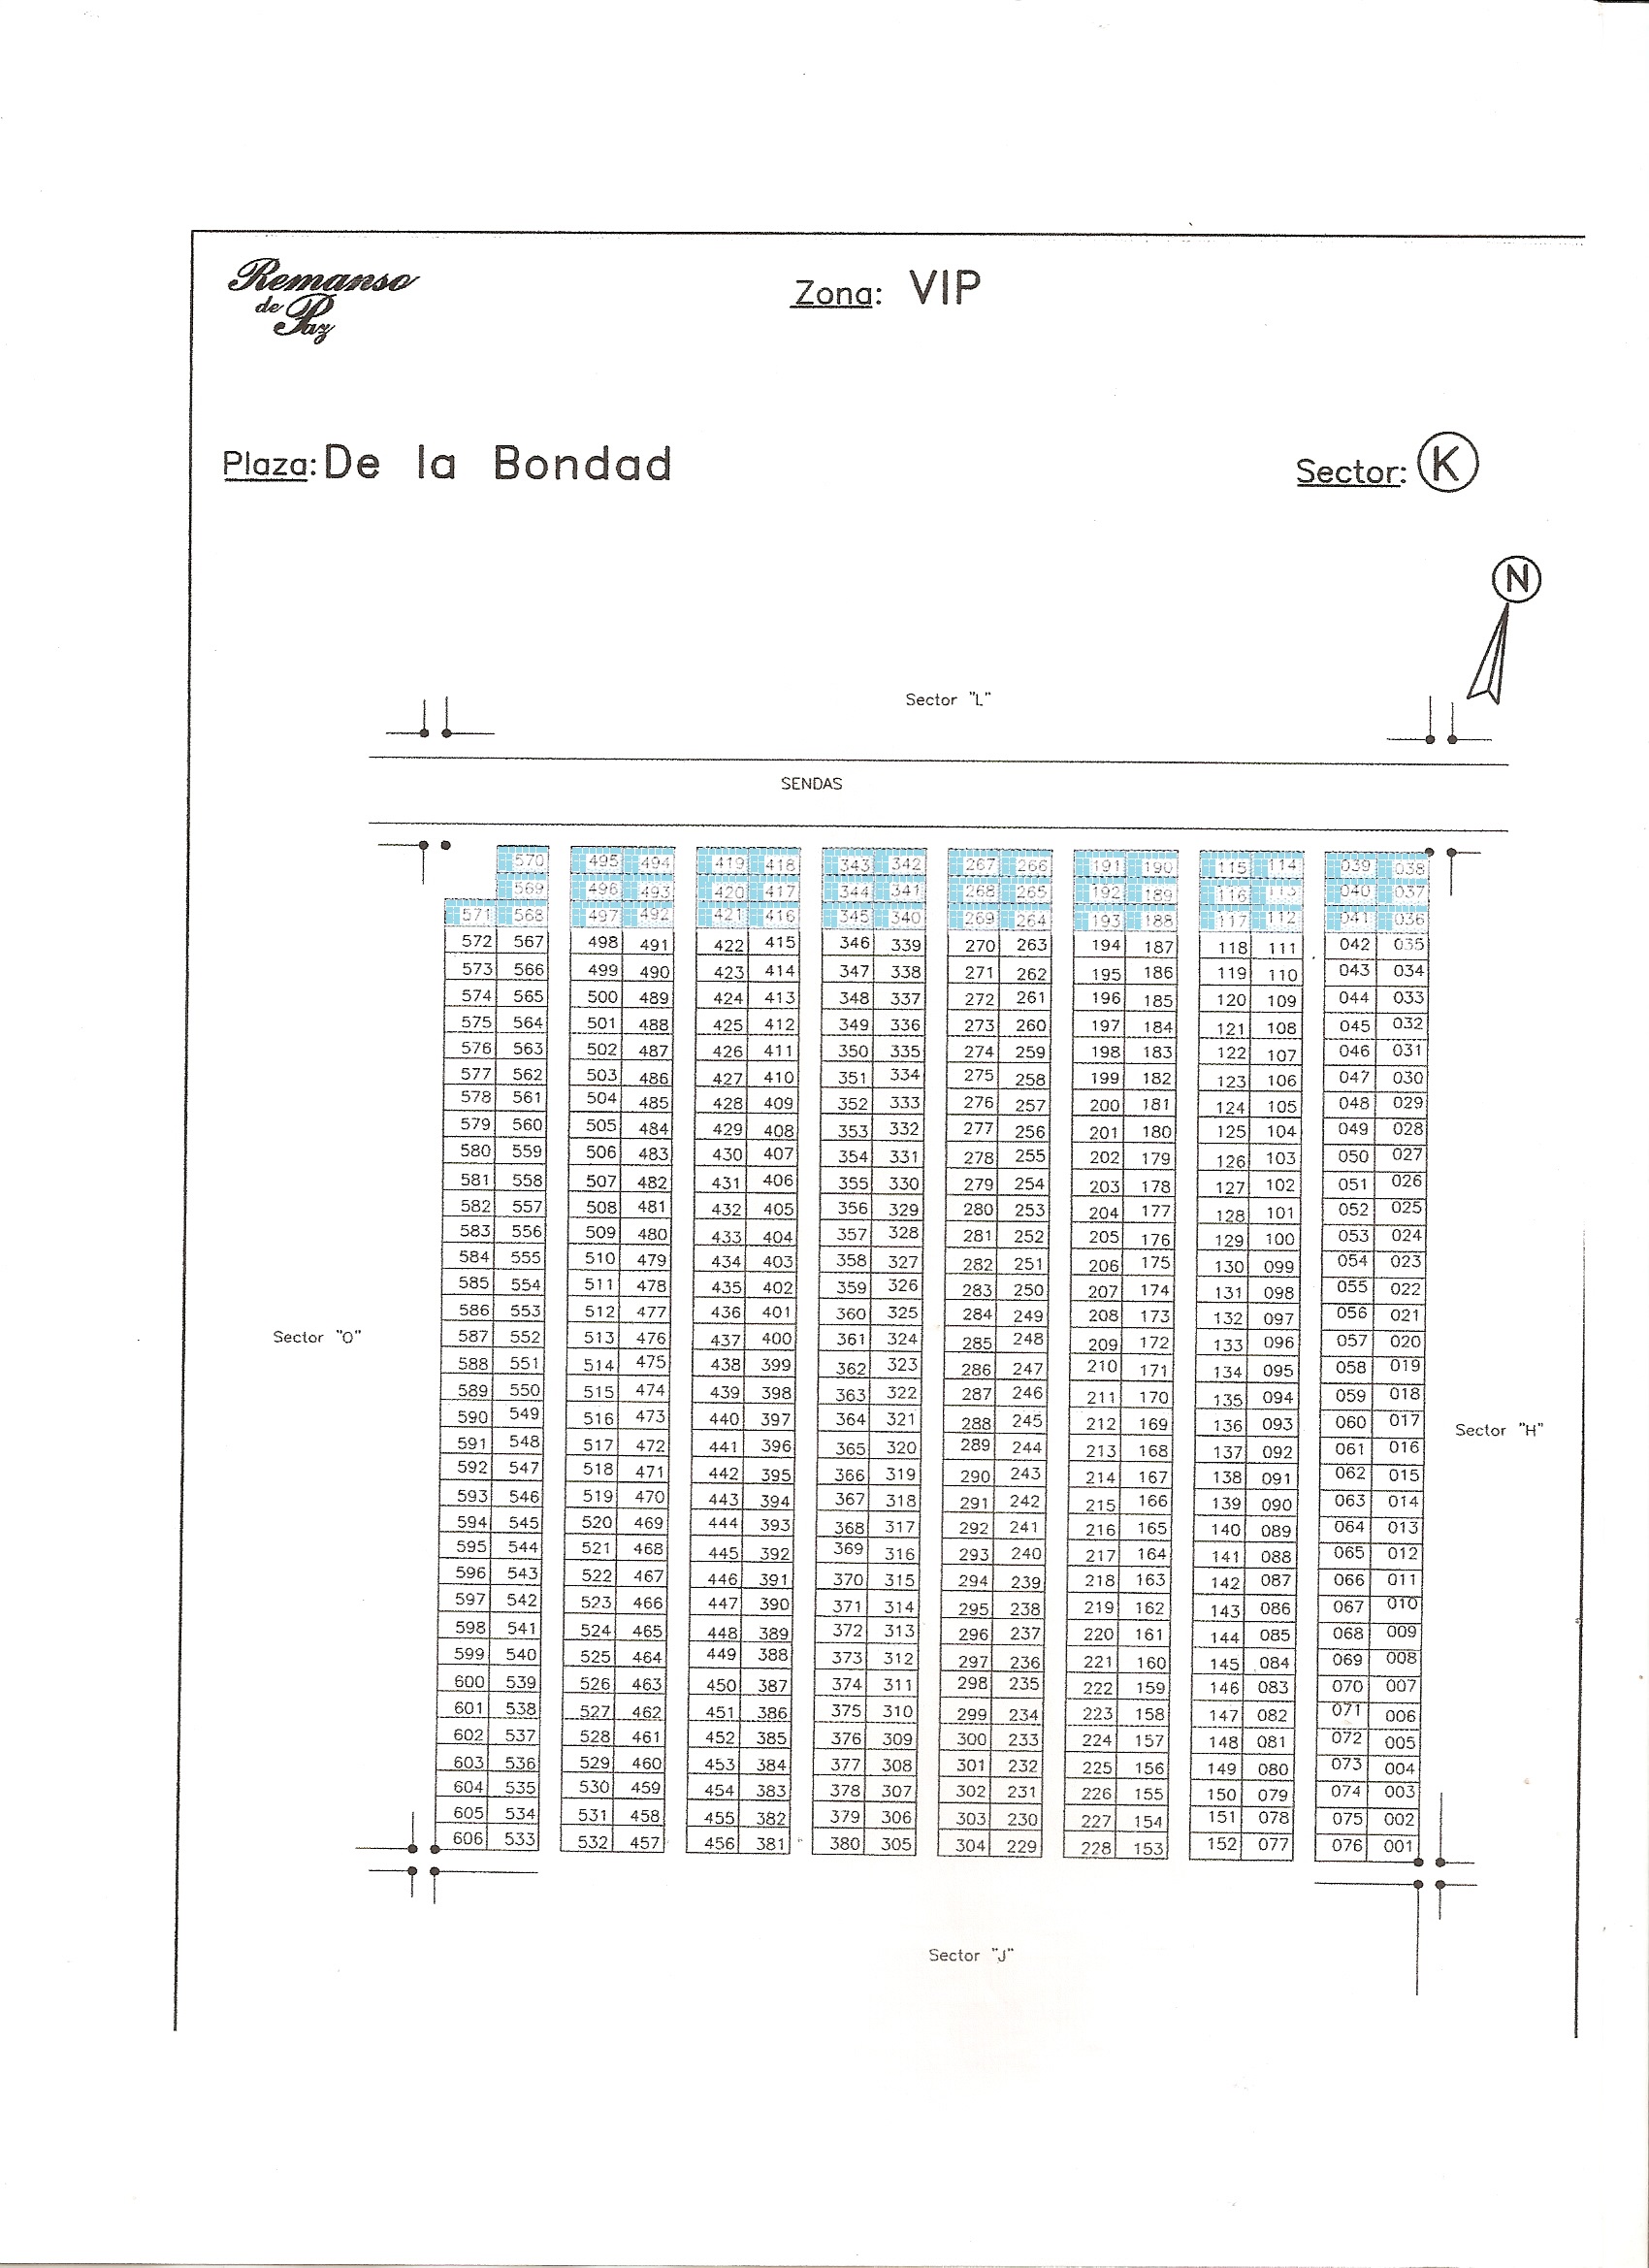 Remanso
de Paz
Zona: VIP
Plaza: De la Bondad
Sector: K
N
Sector "L"
SENDAS
570 495 494 419 418 343 342 267 266 191 190 115 114 039 038
569 496 493 420 417 344 341 268 265 192 189 116 113 040 037
571 568 497 492 421 416 345 340 269 264 193 188 117 112 041 036
572 567 498 491 422 415 346 339 270 263 194 187 118 111 042 035
573 566 499 490 423 414 347 338 271 262 195 186 119 110 043 034
574 565 500 489 424 413 348 337 272 261 196 185 120 109 044 033
575 564 501 488 425 412 349 336 273 260 197 184 121 108 045 032
576 563 502 487 426 411 350 335 274 259 198 183 122 107 046 031
577 562 503 486 427 410 351 334 275 258 199 182 123 106 047 030
578 561 504 485 428 409 352 333 276 257 200 181 124 105 048 029
579 560 505 484 429 408 353 332 277 256 201 180 125 104 049 028
580 559 506 483 430 407 354 331 278 255 202 179 126 103 050 027
581 558 507 482 431 406 355 330 279 254 203 178 127 102 051 026
582 557 508 481 432 405 356 329 280 253 204 177 128 101 052 025
583 556 509 480 433 404 357 328 281 252 205 176 129 100 053 024
584 555 510 479 434 403 358 327 282 251 206 175 130 099 054 023
585 554 511 478 435 402 359 326 283 250 207 174 131 098 055 022
586 553 512 477 436 401 360 325 284 249 208 173 132 097 056 021
587 552 513 476 437 400 361 324 285 248 209 172 133 096 057 020
588 551 514 475 438 399 362 323 286 247 210 171 134 095 058 019
589 550 515 474 439 398 363 322 287 246 211 170 135 094 059 018
590 549 516 473 440 397 364 321 288 245 212 169 136 093 060 017
591 548 517 472 441 396 365 320 289 244 213 168 137 092 061 016
592 547 518 471 442 395 366 319 290 243 214 167 138 091 062 015
593 546 519 470 443 394 367 318 291 242 215 166 139 090 063 014
594 545 520 469 444 393 368 317 292 241 216 165 140 089 064 013
595 544 521 468 445 392 369 316 293 240 217 164 141 088 065 012
596 543 522 467 446 391 370 315 294 239 218 163 142 087 066 011
597 542 523 466 447 390 371 314 295 238 219 162 143 086 067 010
598 541 524 465 448 389 372 313 296 237 220 161 144 085 068 009
599 540 525 464 449 388 373 312 297 236 221 160 145 084 069 008
600 539 526 463 450 387 374 311 298 235 222 159 146 083 070 007
601 538 527 462 451 386 375 310 299 234 223 158 147 082 071 006
602 537 528 461 452 385 376 309 300 233 224 157 148 081 072 005
603 536 529 460 453 384 377 308 301 232 225 156 149 080 073 004
604 535 530 459 454 383 378 307 302 231 226 155 150 079 074 003
605 534 531 458 455 382 379 306 303 230 227 154 151 078 075 002
606 533 532 457 456 381 380 305 304 229 228 153 152 077 076 001
Sector "O"
Sector "H"
Sector "J"